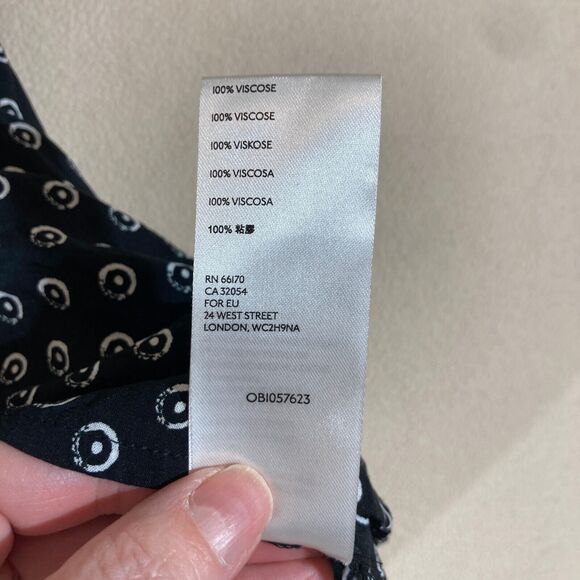 100% VISCOSE
100% VISCOSE
100% VISKOSE
100% VISCOSA
100% VISCOSA
100% 粘膠
RN 66170
CA 32054
FOR EU
24 WEST STREET
LONDON, WC2H9NA
OBI057623